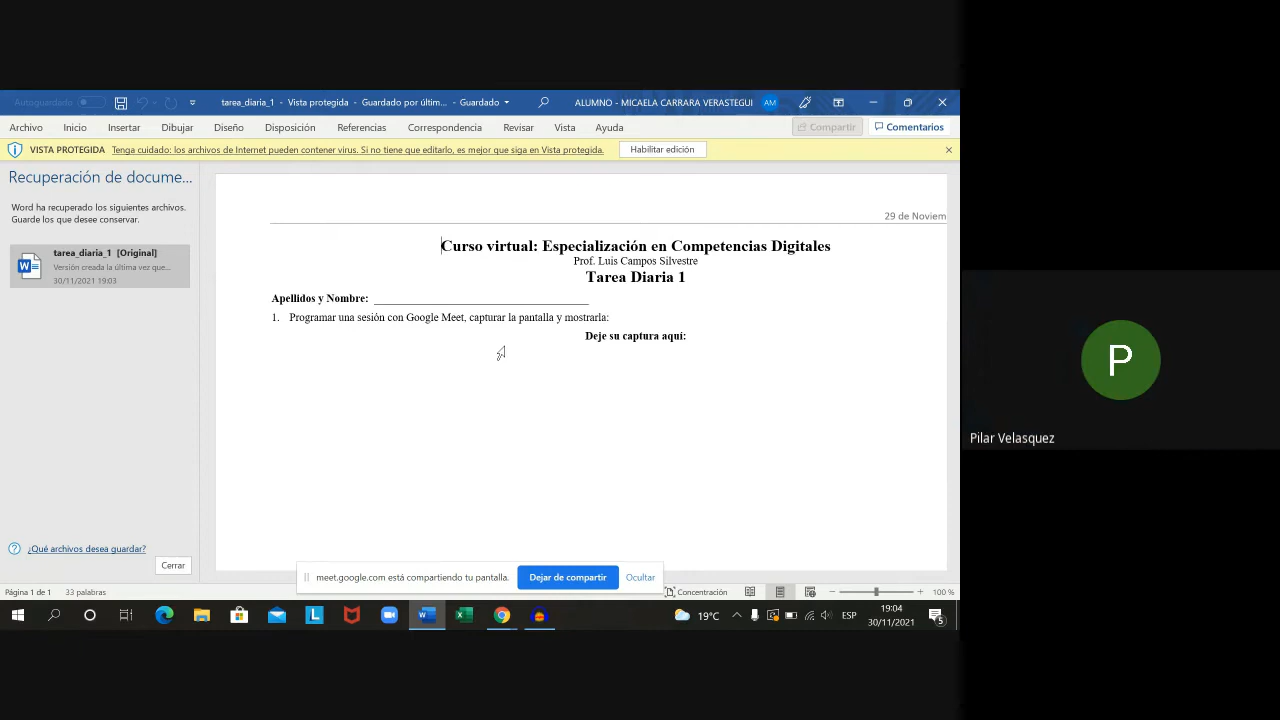 Autoguardado
tarea_diaria_1 - Vista protegida - Guardado por últim... - Guardado
ALUMNO - MICAELA CARRARA VERASTEGUI
AM
Archivo Inicio Insertar Dibujar Diseño Disposición Referencias Correspondencia Revisar Vista Ayuda
Compartir
Comentarios
VISTA PROTEGIDA Tenga cuidado: los archivos de Internet pueden contener virus. Si no tiene que editarlo, es mejor que siga en Vista protegida.
Habilitar edición
Recuperación de docume...
Word ha recuperado los siguientes archivos.
Guarde los que desee conservar.
tarea_diaria_1 [Original]
Versión creada la última vez que...
30/11/2021 19:03
¿Qué archivos desea guardar?
Cerrar
29 de Noviem
Curso virtual: Especialización en Competencias Digitales
Prof. Luis Campos Silvestre
Tarea Diaria 1
Apellidos y Nombre: ______________________________________
1. Programar una sesión con Google Meet, capturar la pantalla y mostrarla:
Deje su captura aquí:
meet.google.com está compartiendo tu pantalla.
Dejar de compartir
Ocultar
Página 1 de 1
33 palabras
Concentración
100 %
19°C
ESP
19:04
30/11/2021
5
P
Pilar Velasquez